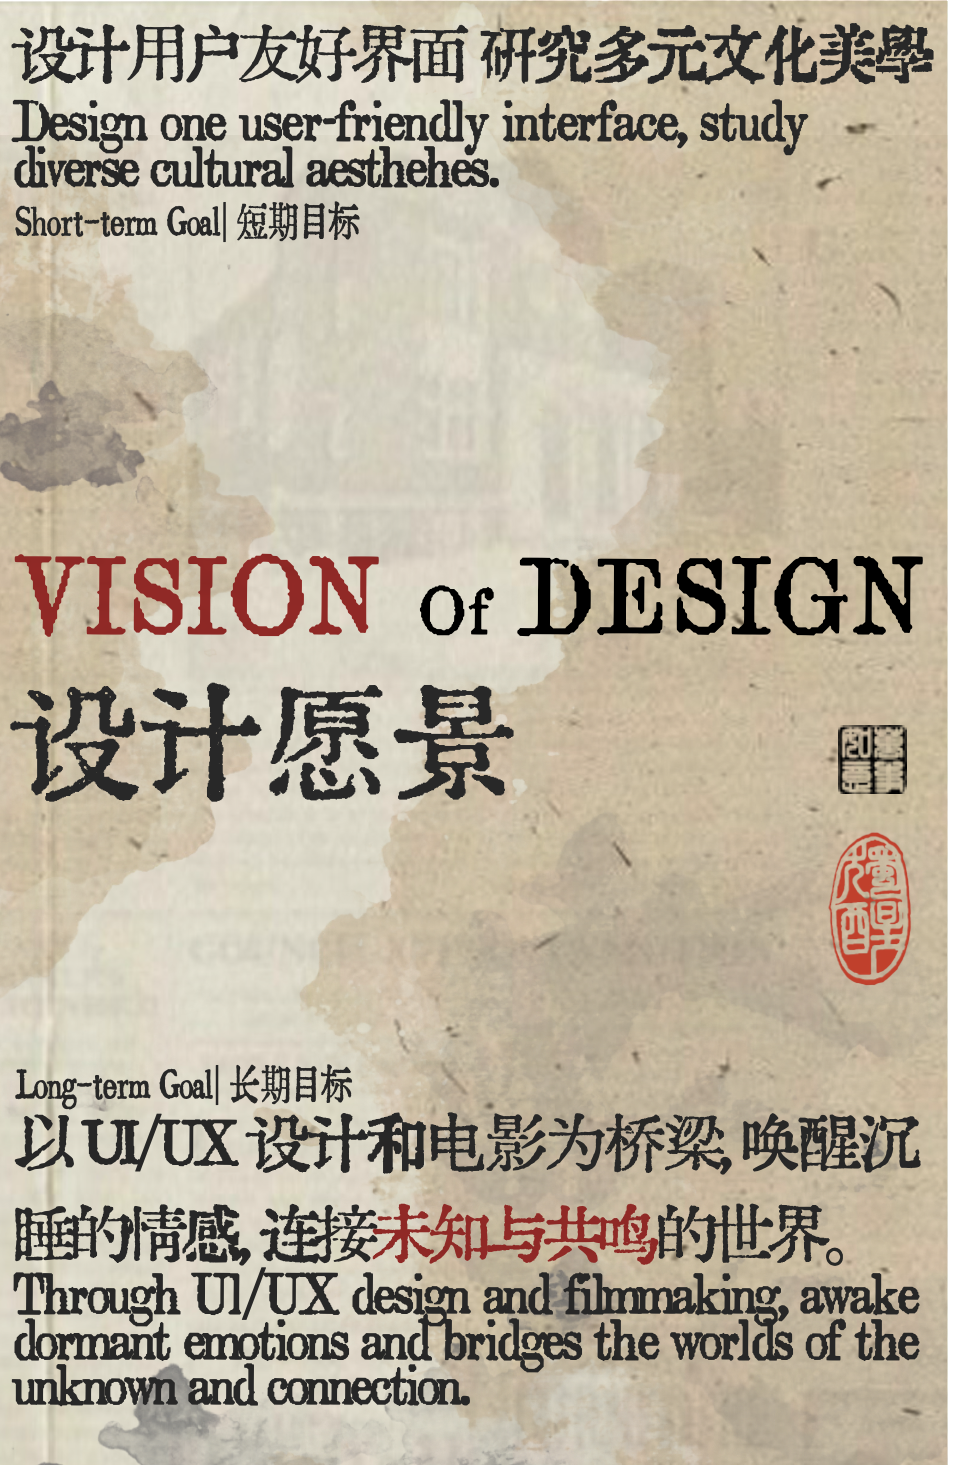 设计用户友好界面 研究多元文化美學
Design one user-friendly interface, study
diverse cultural aesthehes.
Short-term Goal| 短期目标
VISION Of DESIGN
设计愿景
Long-term Goal| 长期目标
以 UI/UX 设计和电影为桥梁, 唤醒沉
睡的情感, 连接未知与共鸣的世界。
Through Ul/UX design and filmmaking, awake
dormant emotions and bridges the worlds of the
unknown and connection.